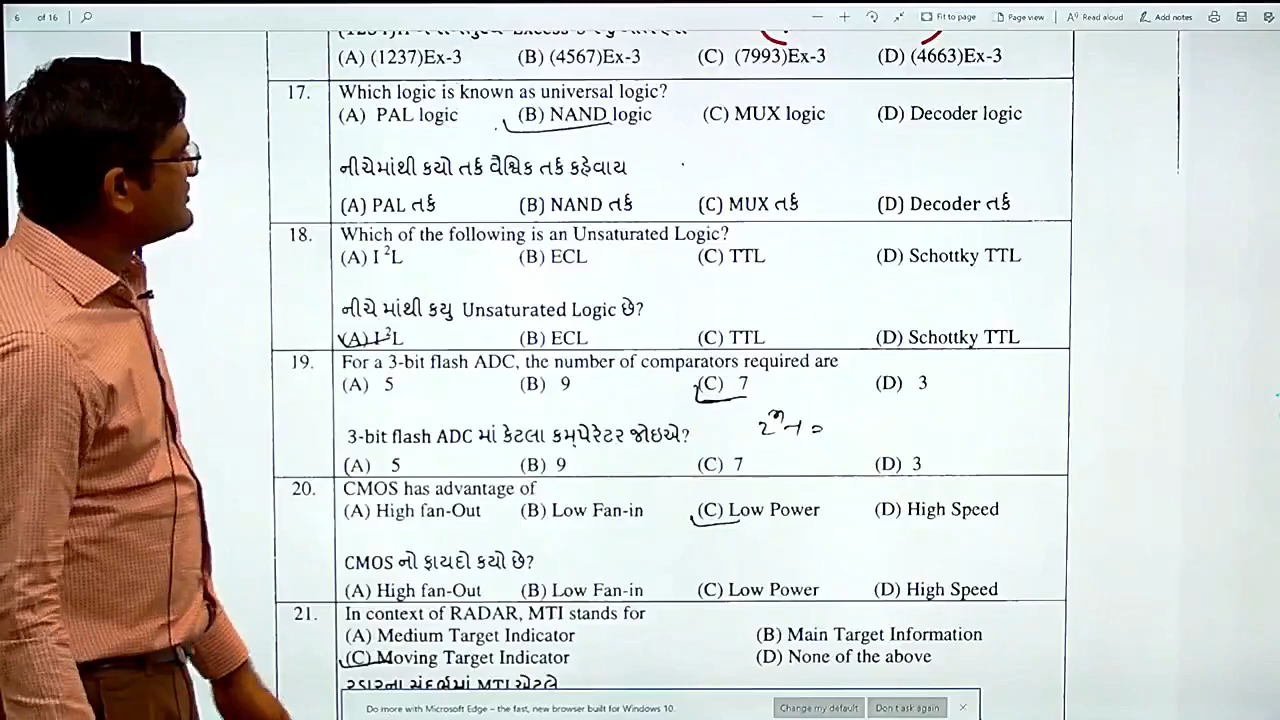 6 of 16 Fit to page Page view Read aloud Add notes
(A) (1237)Ex-3 (B) (4567)Ex-3 (C) (7993)Ex-3 (D) (4663)Ex-3
17. Which logic is known as universal logic?
(A) PAL logic (B) NAND logic (C) MUX logic (D) Decoder logic
નીચેમાંથી કયો તર્ક વૈશ્વિક તર્ક કહેવાય
(A) PAL તર્ક (B) NAND તર્ક (C) MUX તર્ક (D) Decoder તર્ક
18. Which of the following is an Unsaturated Logic?
(A) I ²L (B) ECL (C) TTL (D) Schottky TTL
નીચે માંથી કયુ Unsaturated Logic છે?
(A) I²L (B) ECL (C) TTL (D) Schottky TTL
19. For a 3-bit flash ADC, the number of comparators required are
(A) 5 (B) 9 (C) 7 (D) 3
3-bit flash ADC માં કેટલા કમ્પેરેટર જોઇએ?
(A) 5 (B) 9 (C) 7 (D) 3
20. CMOS has advantage of
(A) High fan-Out (B) Low Fan-in (C) Low Power (D) High Speed
CMOS નો ફાયદો કયો છે?
(A) High fan-Out (B) Low Fan-in (C) Low Power (D) High Speed
21. In context of RADAR, MTI stands for
(A) Medium Target Indicator (B) Main Target Information
(C) Moving Target Indicator (D) None of the above
રડારના સંદર્ભમાં MTI એટલે
Do more with Microsoft Edge – the fast, new browser built for Windows 10. Change my default Don't ask again